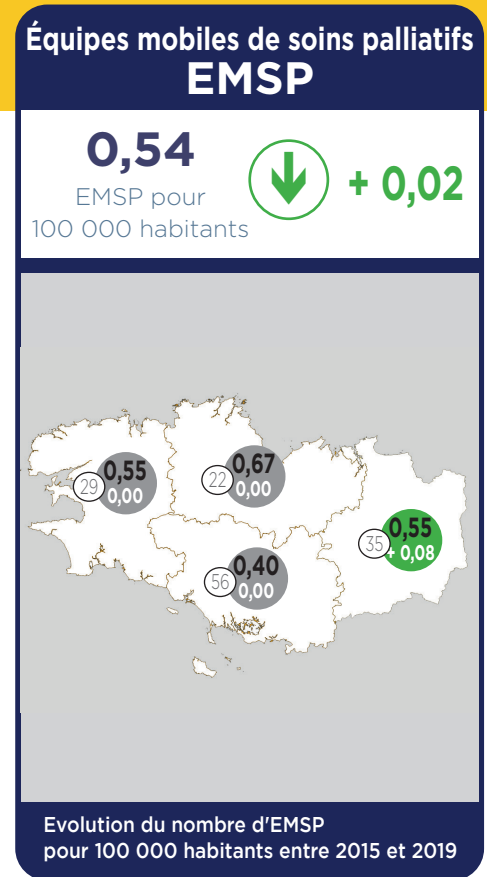 Équipes mobiles de soins palliatifs
EMSP
0,54
EMSP pour
100 000 habitants
+ 0,02
29
0,55
0,00
22
0,67
0,00
35
0,55
+ 0,08
56
0,40
0,00
Evolution du nombre d'EMSP
pour 100 000 habitants entre 2015 et 2019